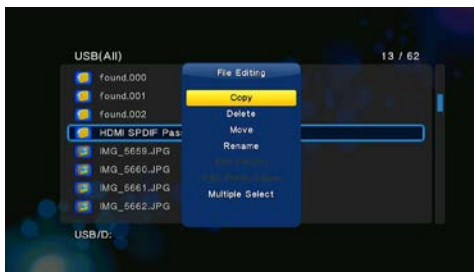 USB(All)
13 / 62
found.000
found.001
found.002
HDMI SPDIF Pas
IMG_5659.JPG
IMG_5660.JPG
IMG_5661.JPG
IMG_5662.JPG
File Editing
Copy
Delete
Move
Rename
Multiple Select
USB/D: